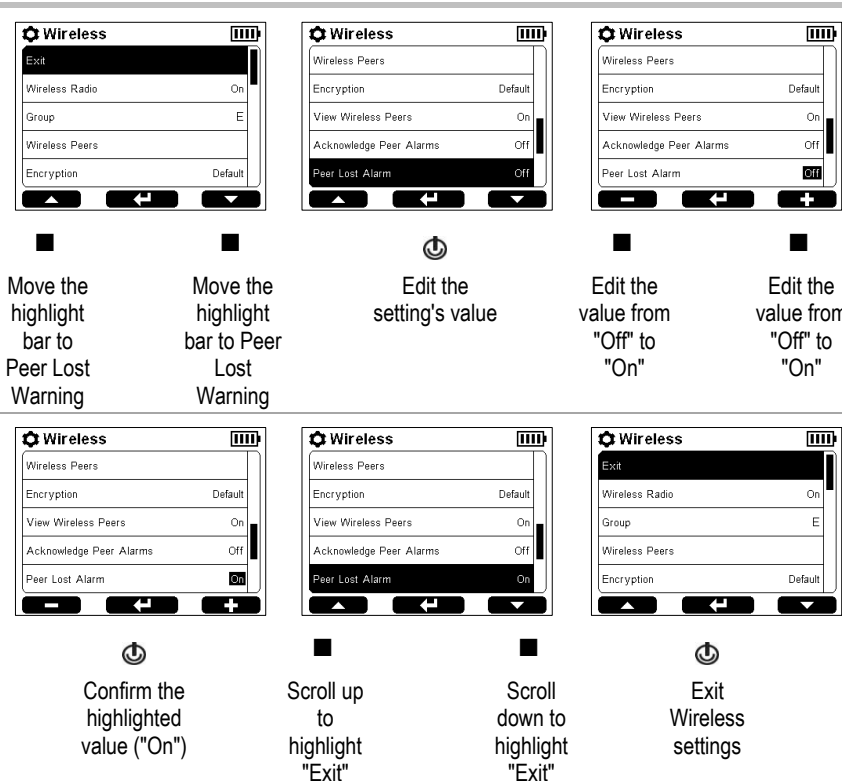 Wireless
Exit
Wireless Radio On
Group E
Wireless Peers
Encryption Default
Wireless
Wireless Peers
Encryption Default
View Wireless Peers On
Acknowledge Peer Alarms Off
Peer Lost Alarm Off
Wireless
Wireless Peers
Encryption Default
View Wireless Peers On
Acknowledge Peer Alarms Off
Peer Lost Alarm Off
Move the
highlight
bar to
Peer Lost
Warning
Move the
highlight
bar to Peer
Lost
Warning
Edit the
setting's value
Edit the
value from
"Off" to
"On"
Edit the
value from
"Off" to
"On"
Wireless
Wireless Peers
Encryption Default
View Wireless Peers On
Acknowledge Peer Alarms Off
Peer Lost Alarm On
Wireless
Wireless Peers
Encryption Default
View Wireless Peers On
Acknowledge Peer Alarms Off
Peer Lost Alarm On
Wireless
Exit
Wireless Radio On
Group E
Wireless Peers
Encryption Default
Confirm the
highlighted
value ("On")
Scroll up
to
highlight
"Exit"
Scroll
down to
highlight
"Exit"
Exit
Wireless
settings